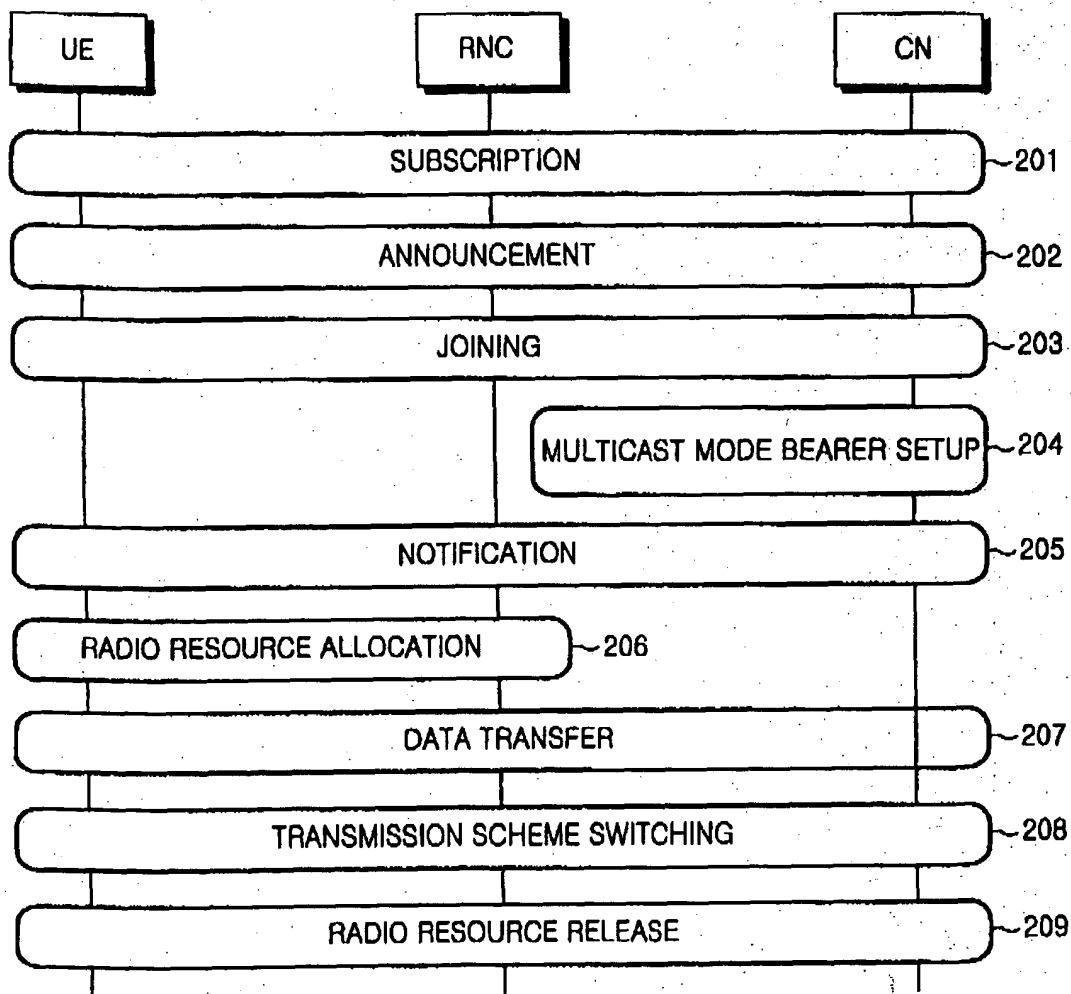 UE
RNC
CN
SUBSCRIPTION
201
ANNOUNCEMENT
202
JOINING
203
MULTICAST MODE BEARER SETUP
204
NOTIFICATION
205
RADIO RESOURCE ALLOCATION
206
DATA TRANSFER
207
TRANSMISSION SCHEME SWITCHING
208
RADIO RESOURCE RELEASE
209